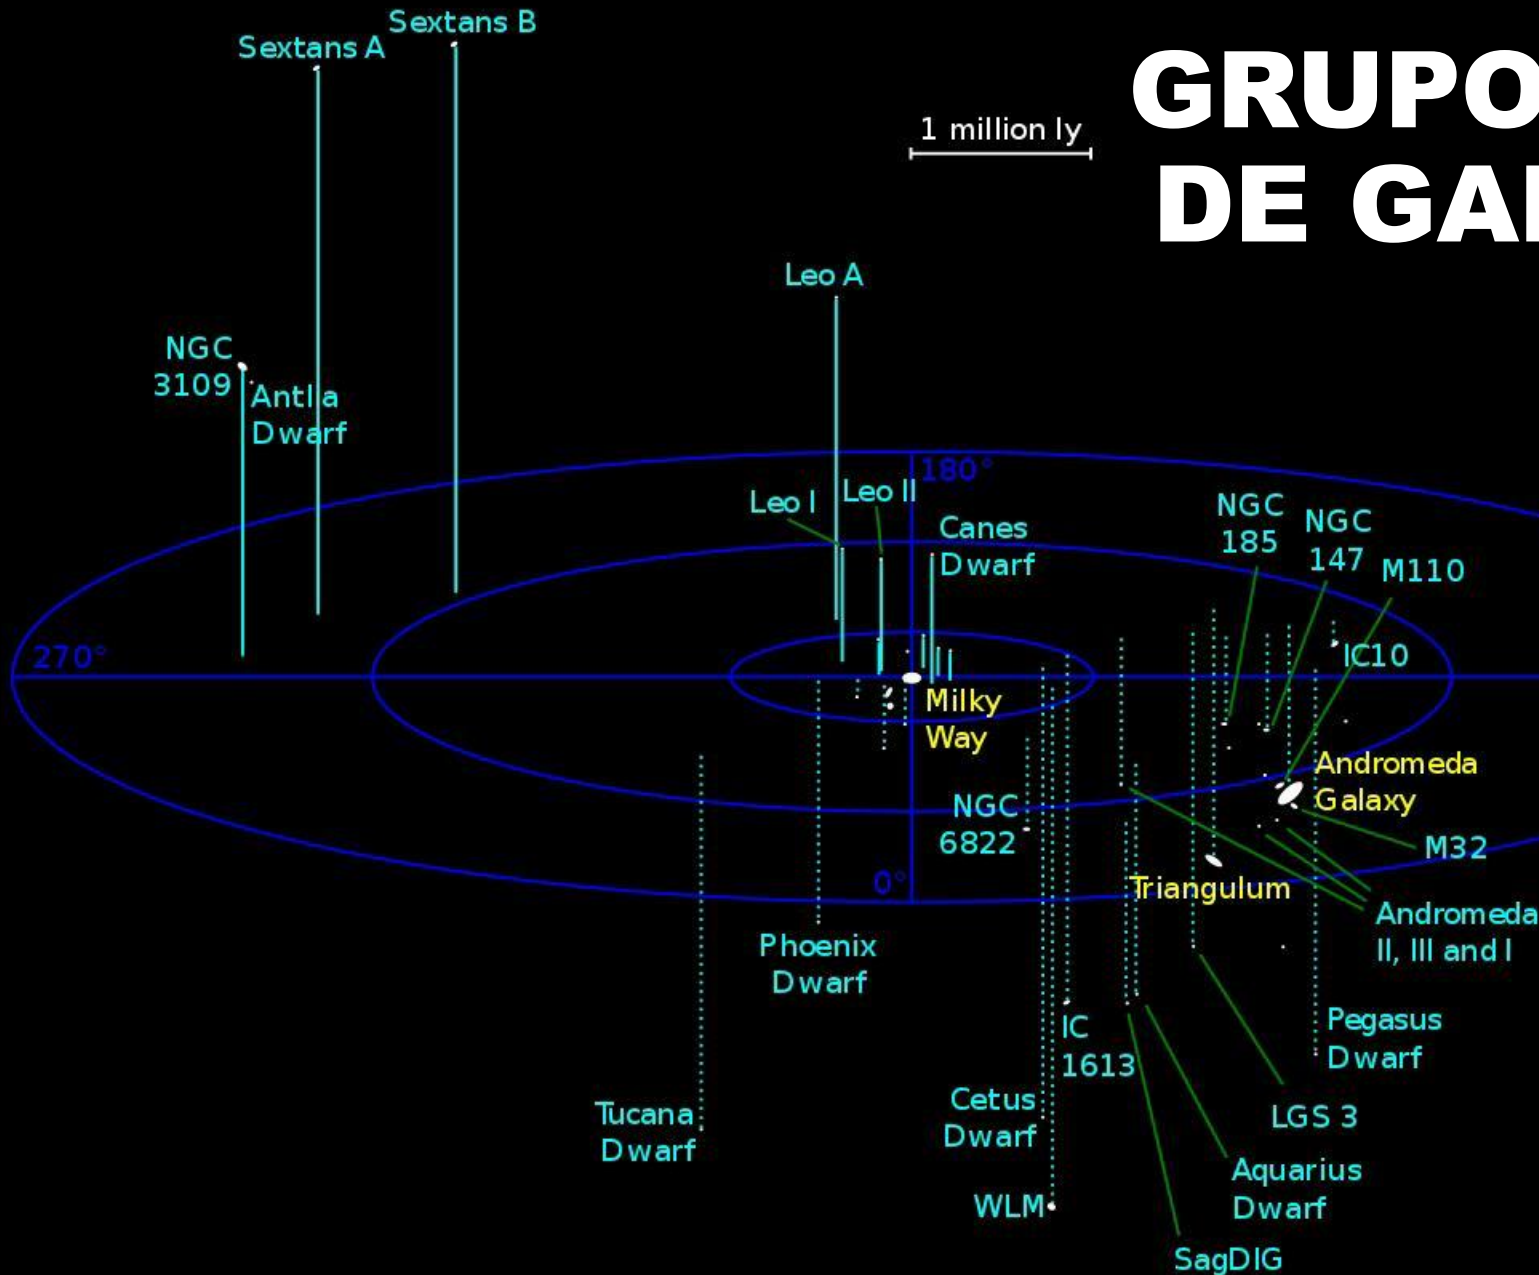 Sextans B
Sextans A
GRUPO
1 million ly
DE GAL
Leo A
NGC
3109
Antlia
Dwarf
180°
Leo I
Leo II
Canes
Dwarf
NGC
185
NGC
147
M110
270°
IC10
Milky
Way
Andromeda
Galaxy
NGC
6822
M32
0°
Triangulum
Andromeda
II, III and I
Phoenix
Dwarf
IC
1613
Pegasus
Dwarf
Cetus
Dwarf
Tucana
Dwarf
LGS 3
Aquarius
Dwarf
WLM
SagDIG